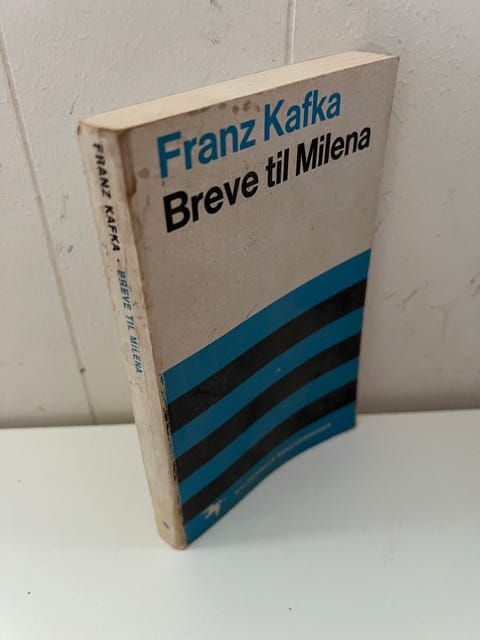 Franz Kafka
Breve til Milena
FRANZ KAFKA · BREVE TIL MILENA